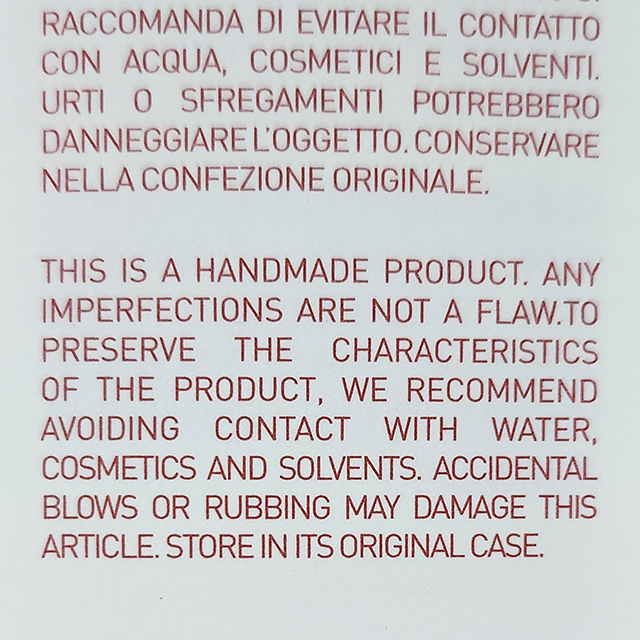 RACCOMANDA DI EVITARE IL CONTATTO
CON ACQUA, COSMETICI E SOLVENTI.
URTI O SFREGAMENTI POTREBBERO
DANNEGGIARE L'OGGETTO. CONSERVARE
NELLA CONFEZIONE ORIGINALE.
THIS IS A HANDMADE PRODUCT. ANY
IMPERFECTIONS ARE NOT A FLAW.TO
PRESERVE THE CHARACTERISTICS
OF THE PRODUCT, WE RECOMMEND
AVOIDING CONTACT WITH WATER,
COSMETICS AND SOLVENTS. ACCIDENTAL
BLOWS OR RUBBING MAY DAMAGE THIS
ARTICLE. STORE IN ITS ORIGINAL CASE.